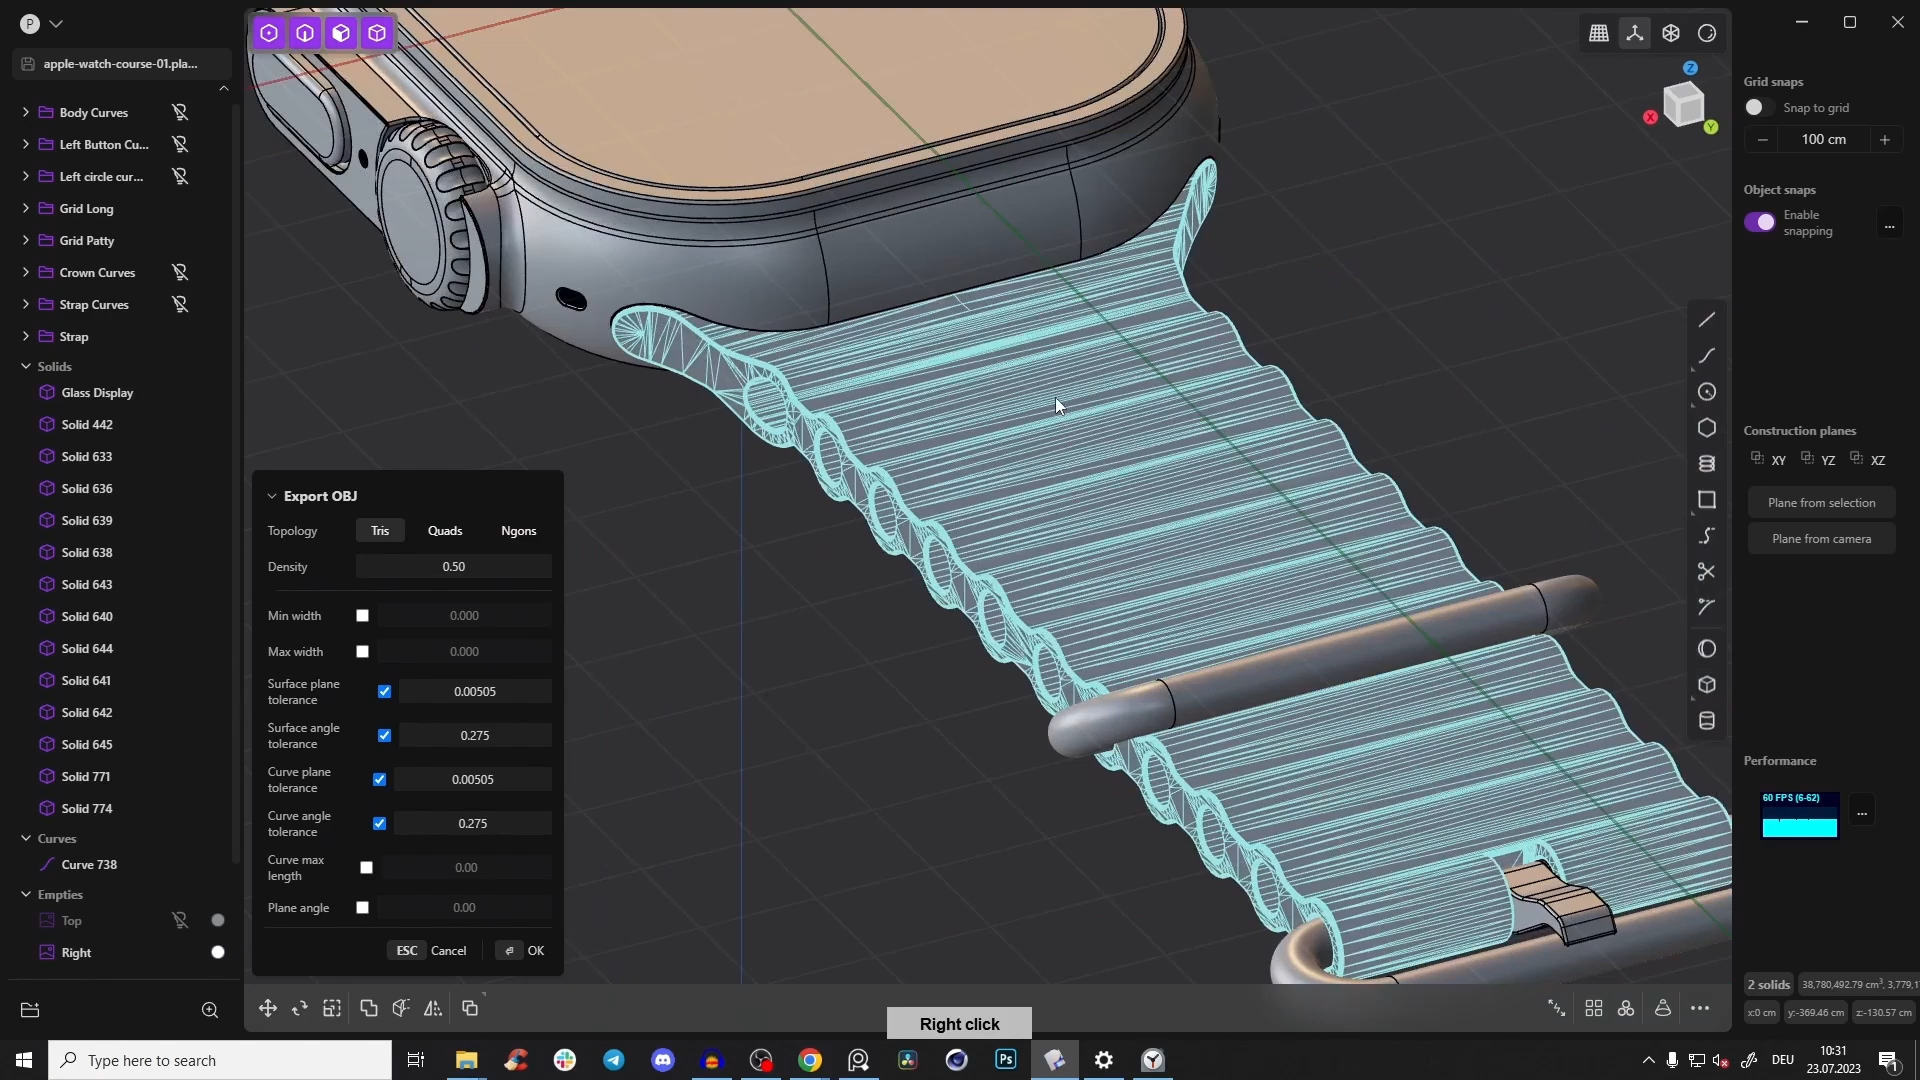 P
apple-watch-course-01.pla...
Body Curves
Left Button Cu...
Left circle cur...
Grid Long
Grid Patty
Crown Curves
Strap Curves
Strap
Solids
Glass Display
Solid 442
Solid 633
Solid 636
Solid 639
Solid 638
Solid 643
Solid 640
Solid 644
Solid 641
Solid 642
Solid 645
Solid 771
Solid 774
Curves
Curve 738
Empties
Top
Right
Export OBJ
Topology Tris Quads Ngons
Density 0.50
Min width 0.000
Max width 0.000
Surface plane
tolerance 0.00505
Surface angle
tolerance 0.275
Curve plane
tolerance 0.00505
Curve angle
tolerance 0.275
Curve max
length 0.00
Plane angle 0.00
ESC Cancel OK
Right click
Z
X
Y
Grid snaps
Snap to grid
100 cm
Object snaps
Enable
snapping
...
Construction planes
XY YZ XZ
Plane from selection
Plane from camera
Performance
60 FPS (6-62)
...
2 solids 38,780,492.79 cm³, 3,779,1
x:0 cm y:-369.46 cm z:-130.57 cm
Type here to search
Ps
DEU
10:31
23.07.2023
1